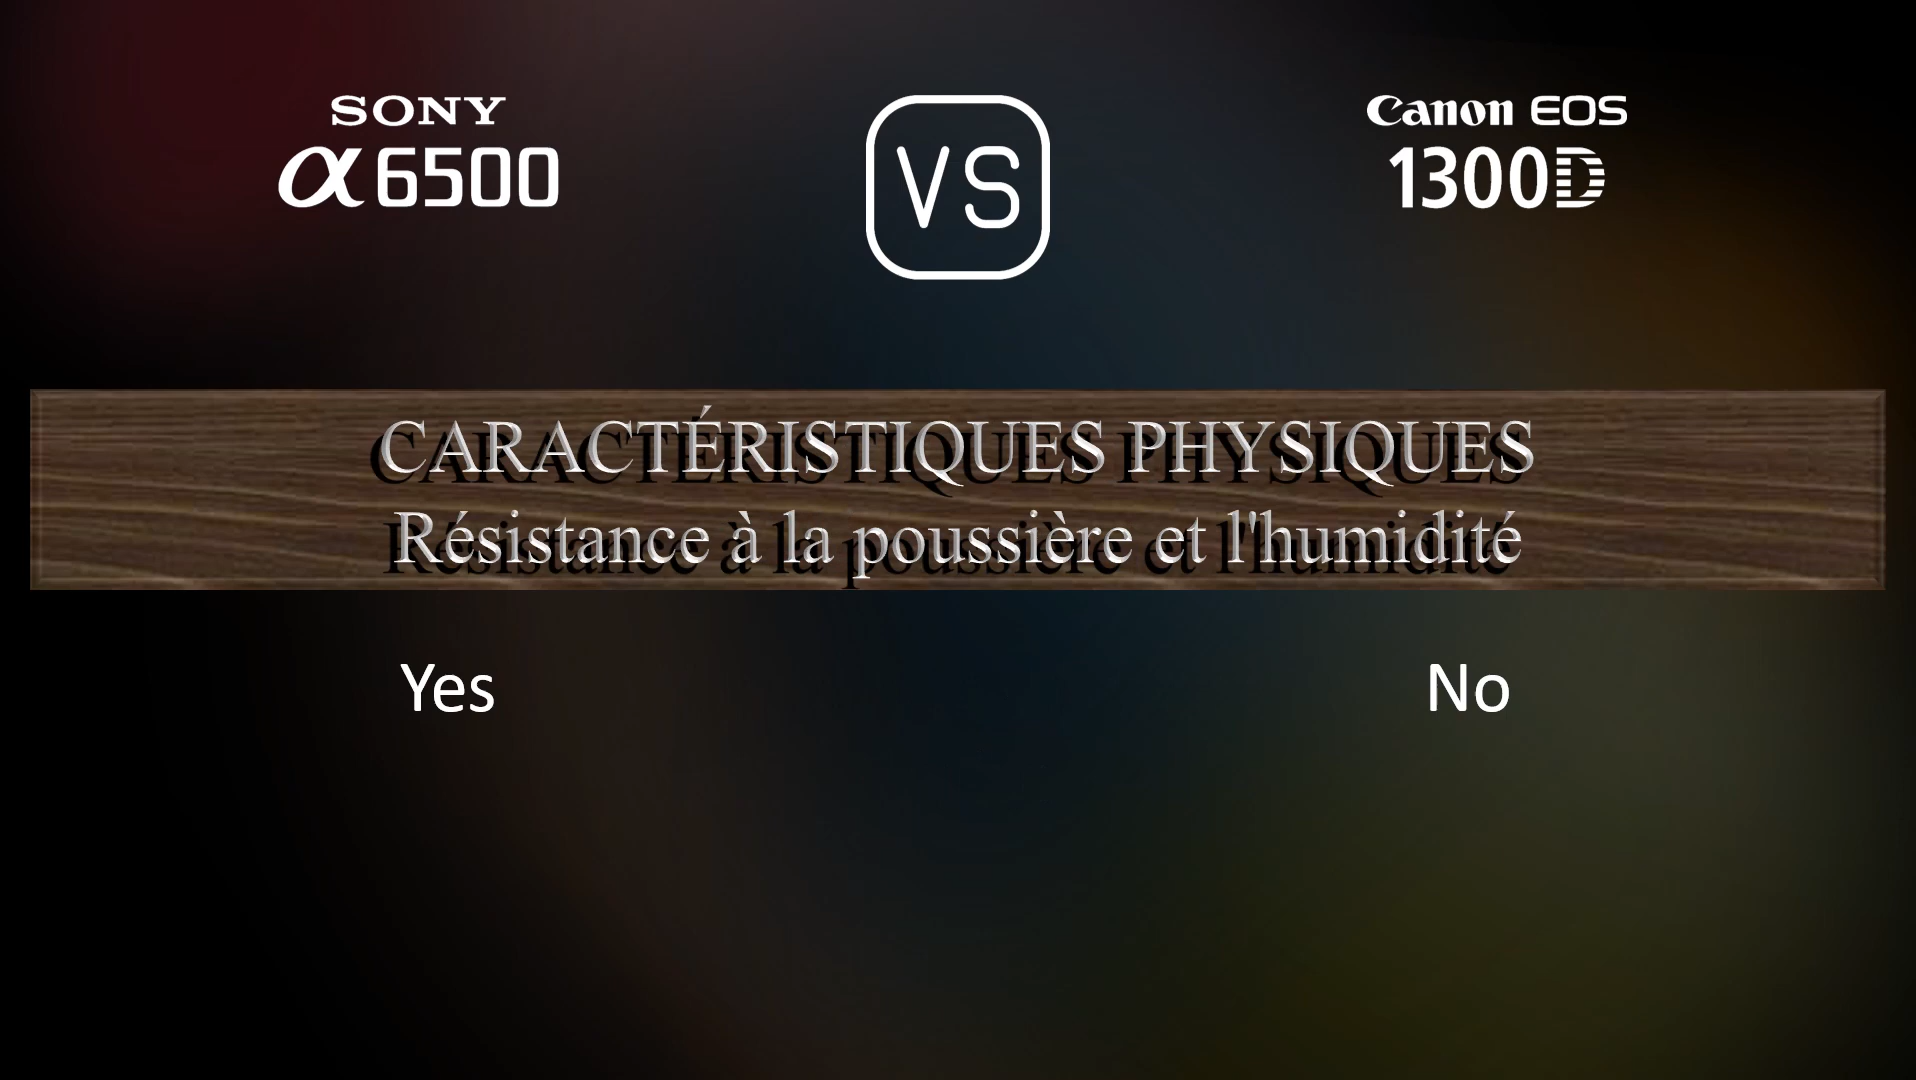 SONY
α6500
VS
Canon EOS
1300D
CARACTÉRISTIQUES PHYSIQUES
Résistance à la poussière et l'humidité
Yes
No